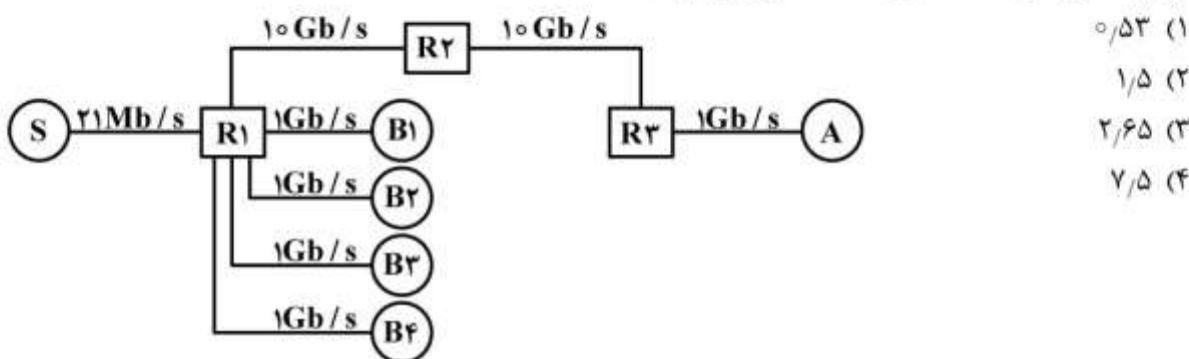 ۱) ۰٫۵۳
۲) ۱٫۵
۳) ۲٫۶۵
۴) ۷٫۵
۱۰Gb/s R۲ ۱۰Gb/s
S ۲۱Mb/s R۱ ۱Gb/s B۱ R۳ ۱Gb/s A
۱Gb/s B۲
۱Gb/s B۳
۱Gb/s B۴